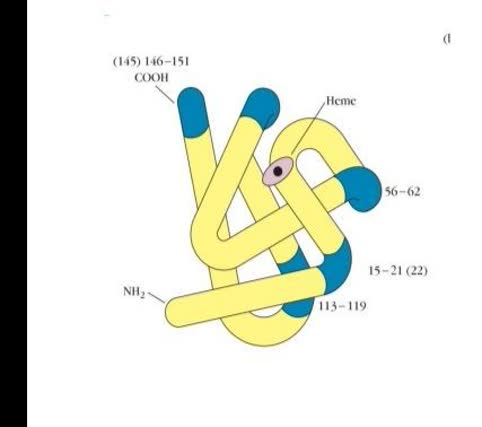 (l
(145) 146–151
COOH
Heme
56–62
15–21 (22)
NH₂
113–119